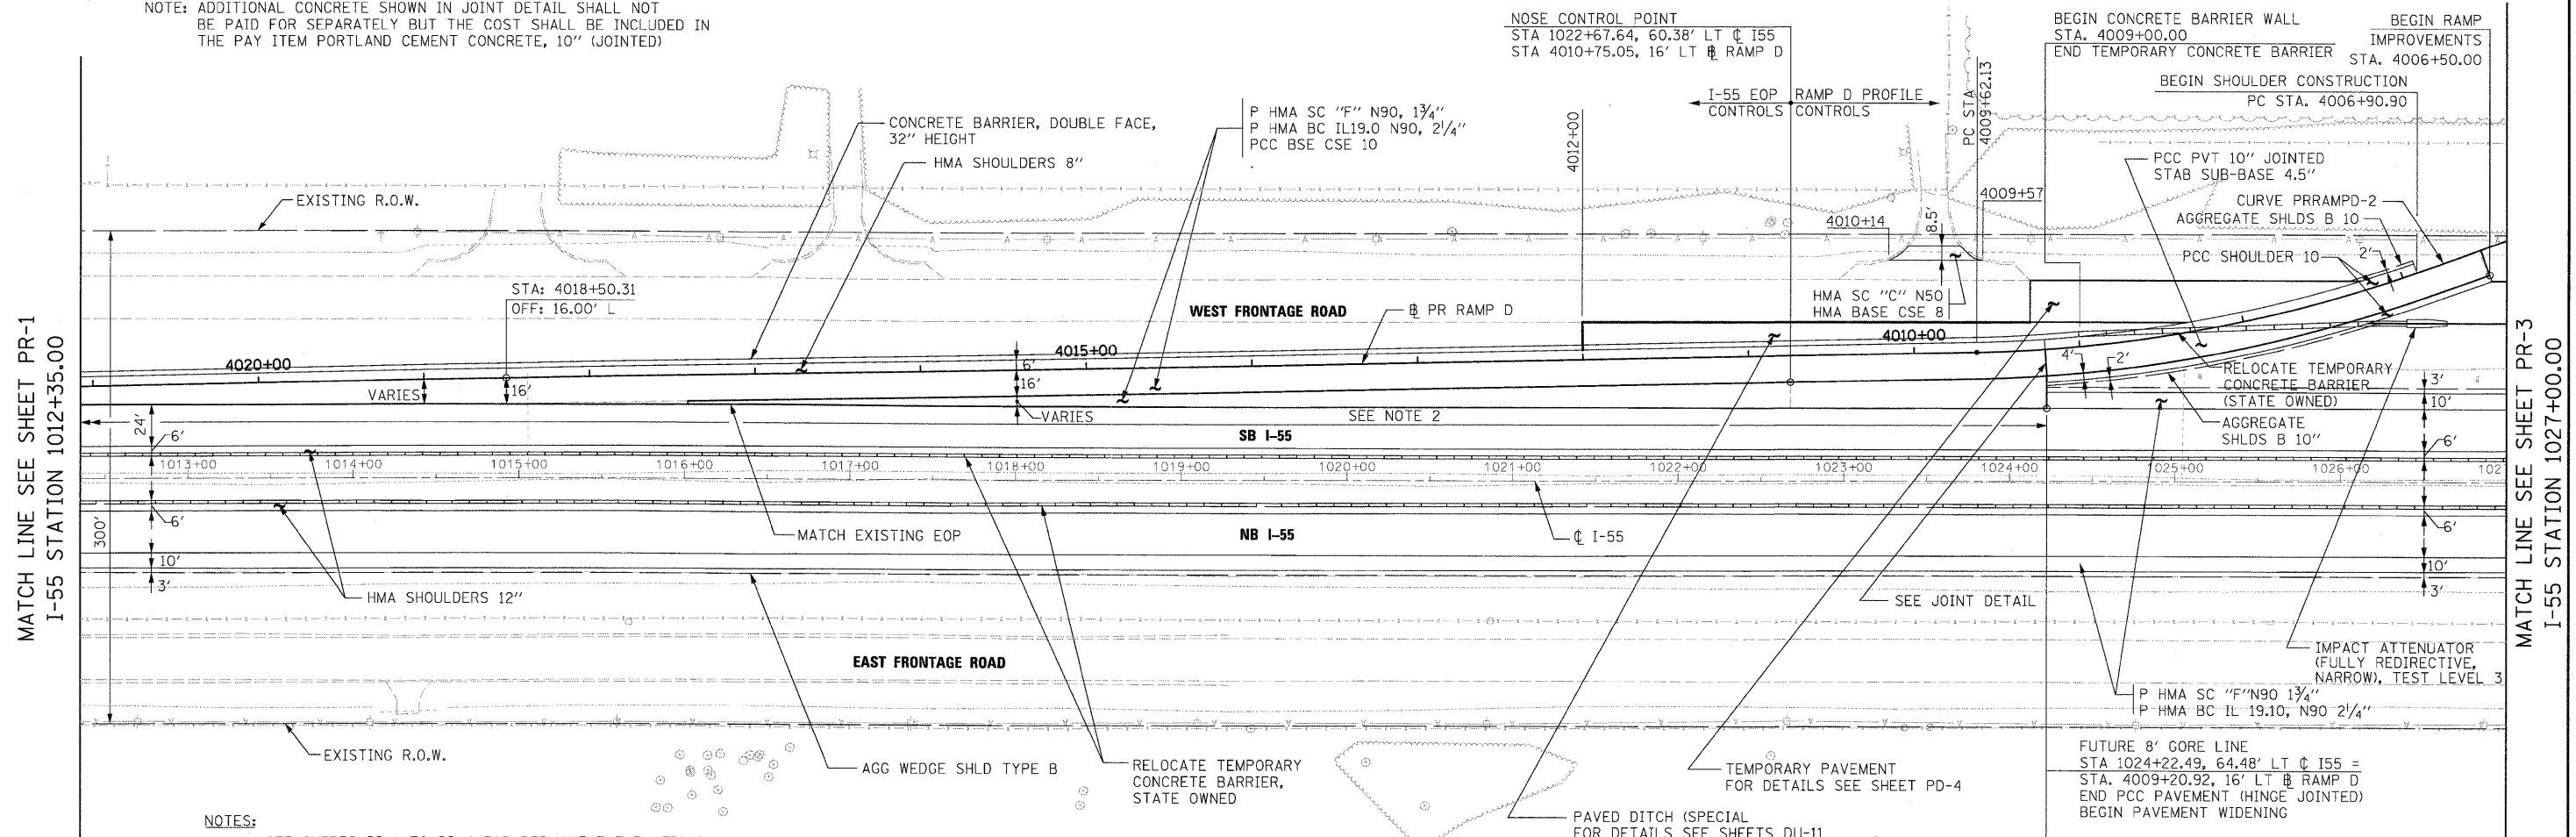 NOTE: ADDITIONAL CONCRETE SHOWN IN JOINT DETAIL SHALL NOT
BE PAID FOR SEPARATELY BUT THE COST SHALL BE INCLUDED IN
THE PAY ITEM PORTLAND CEMENT CONCRETE, 10" (JOINTED)
NOSE CONTROL POINT
STA 1022+67.64, 60.38' LT ℄ I55
STA 4010+75.05, 16' LT B̵L RAMP D
BEGIN CONCRETE BARRIER WALL
STA. 4009+00.00
END TEMPORARY CONCRETE BARRIER
BEGIN RAMP
IMPROVEMENTS
STA. 4006+50.00
BEGIN SHOULDER CONSTRUCTION
PC STA. 4006+90.90
I-55 EOP
CONTROLS
RAMP D PROFILE
CONTROLS
PC STA
4009+62.13
4012+00
CONCRETE BARRIER, DOUBLE FACE,
32" HEIGHT
HMA SHOULDERS 8"
P HMA SC "F" N90, 1¾"
P HMA BC IL19.0 N90, 2¼"
PCC BSE CSE 10
PCC PVT 10" JOINTED
STAB SUB-BASE 4.5"
CURVE PRRAMPD-2
AGGREGATE SHLDS B 10
PCC SHOULDER 10
2'
4009+57
4010+14
8.5'
EXISTING R.O.W.
STA: 4018+50.31
OFF: 16.00' L
WEST FRONTAGE ROAD
BL PR RAMP D
HMA SC "C" N50
HMA BASE CSE 8
4020+00
4015+00
4010+00
VARIES
16'
6'
16'
VARIES
SEE NOTE 2
4'
2'
RELOCATE TEMPORARY
CONCRETE BARRIER
(STATE OWNED)
AGGREGATE
SHLDS B 10"
3'
10'
24'
6'
SB I-55
6'
1013+00
1014+00
1015+00
1016+00
1017+00
1018+00
1019+00
1020+00
1021+00
1022+00
1023+00
1024+00
1025+00
1026+00
1027
6'
MATCH EXISTING EOP
NB I-55
℄ I-55
6'
10'
3'
10'
3'
300'
HMA SHOULDERS 12"
SEE JOINT DETAIL
EAST FRONTAGE ROAD
IMPACT ATTENUATOR
(FULLY REDIRECTIVE,
NARROW), TEST LEVEL 3
P HMA SC "F"N90 1¾"
P HMA BC IL 19.10, N90 2¼"
EXISTING R.O.W.
AGG WEDGE SHLD TYPE B
RELOCATE TEMPORARY
CONCRETE BARRIER,
STATE OWNED
TEMPORARY PAVEMENT
FOR DETAILS SEE SHEET PD-4
PAVED DITCH (SPECIAL
FOR DETAILS SEE SHEETS DU-11
FUTURE 8' GORE LINE
STA 1024+22.49, 64.48' LT ℄ I55 =
STA. 4009+20.92, 16' LT BL RAMP D
END PCC PAVEMENT (HINGE JOINTED)
BEGIN PAVEMENT WIDENING
NOTES:
MATCH LINE SEE SHEET PR-1
I-55 STATION 1012+35.00
MATCH LINE SEE SHEET PR-3
I-55 STATION 1027+00.00